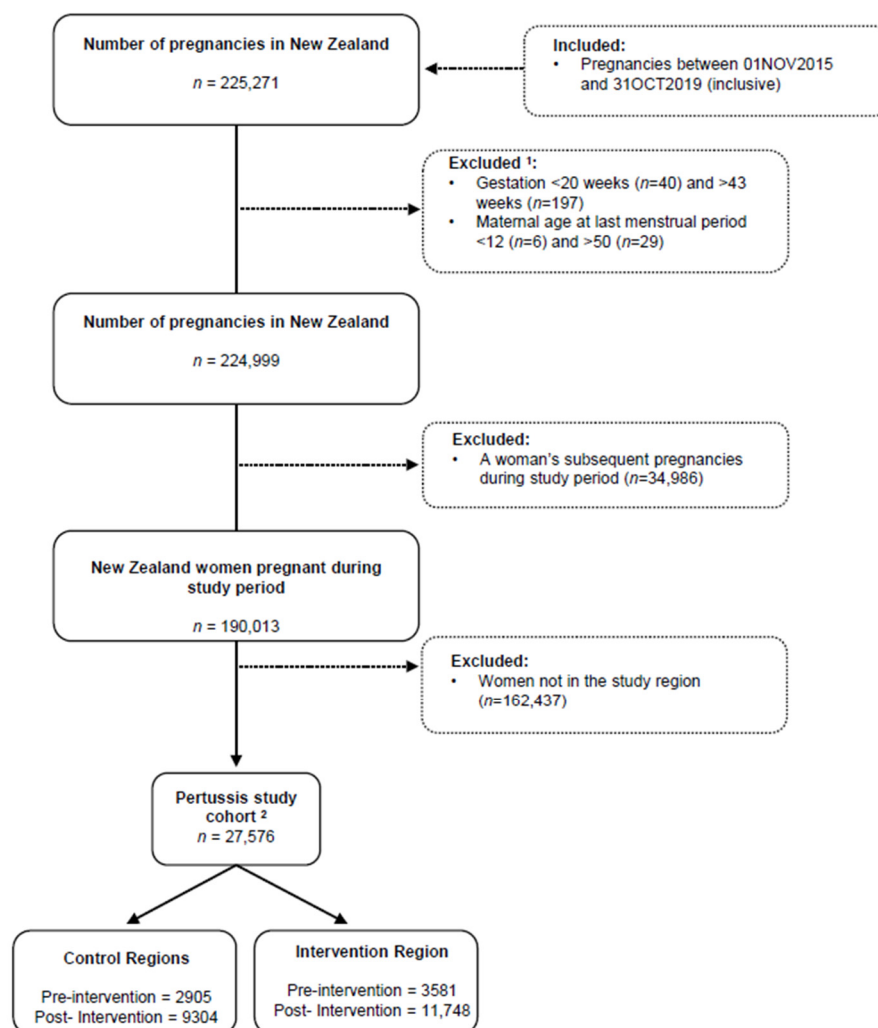 Number of pregnancies in New Zealand
n = 225,271
Included:
• Pregnancies between 01NOV2015
and 31OCT2019 (inclusive)
Excluded ¹:
• Gestation <20 weeks (n=40) and >43
weeks (n=197)
• Maternal age at last menstrual period
<12 (n=6) and >50 (n=29)
Number of pregnancies in New Zealand
n = 224,999
Excluded:
• A woman's subsequent pregnancies
during study period (n=34,986)
New Zealand women pregnant during
study period
n = 190,013
Excluded:
• Women not in the study region
(n=162,437)
Pertussis study
cohort ²
n = 27,576
Control Regions
Pre-intervention = 2905
Post- Intervention = 9304
Intervention Region
Pre-intervention = 3581
Post- Intervention = 11,748